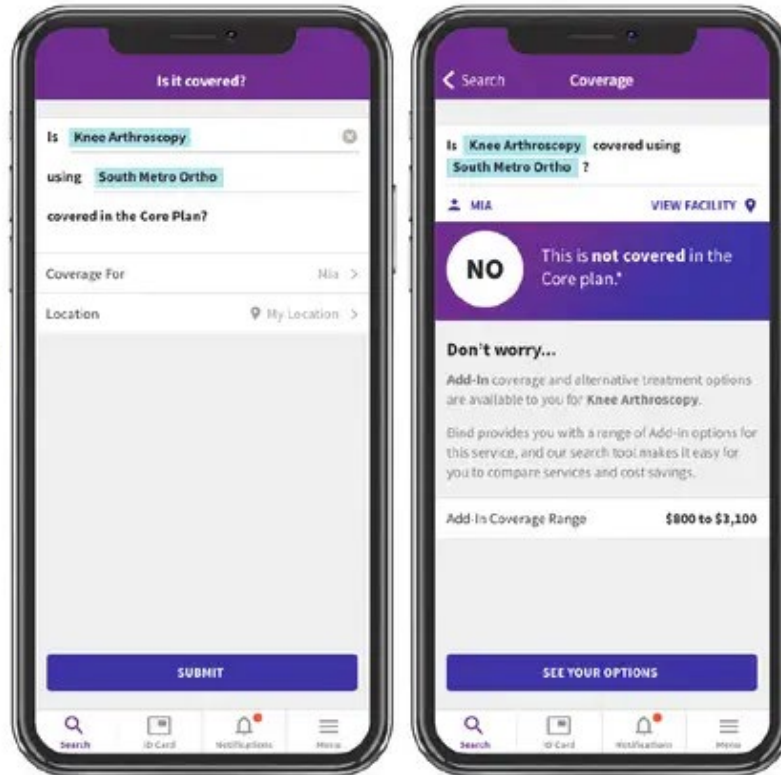 Is it covered?
Is Knee Arthroscopy
using South Metro Ortho
covered in the Core Plan?
Coverage For Mia >
Location My Location >
SUBMIT
Search
ID Card
Notifications
Menu
Search
Coverage
Is Knee Arthroscopy covered using
South Metro Ortho ?
MIA VIEW FACILITY
NO
This is not covered in the
Core plan.*
Don't worry...
Add-In coverage and alternative treatment options
are available to you for Knee Arthroscopy.
Bind provides you with a range of Add-in options for
this service, and our search tool makes it easy for
you to compare services and cost savings.
Add-In Coverage Range $800 to $3,100
SEE YOUR OPTIONS
Search
ID Card
Notifications
Menu